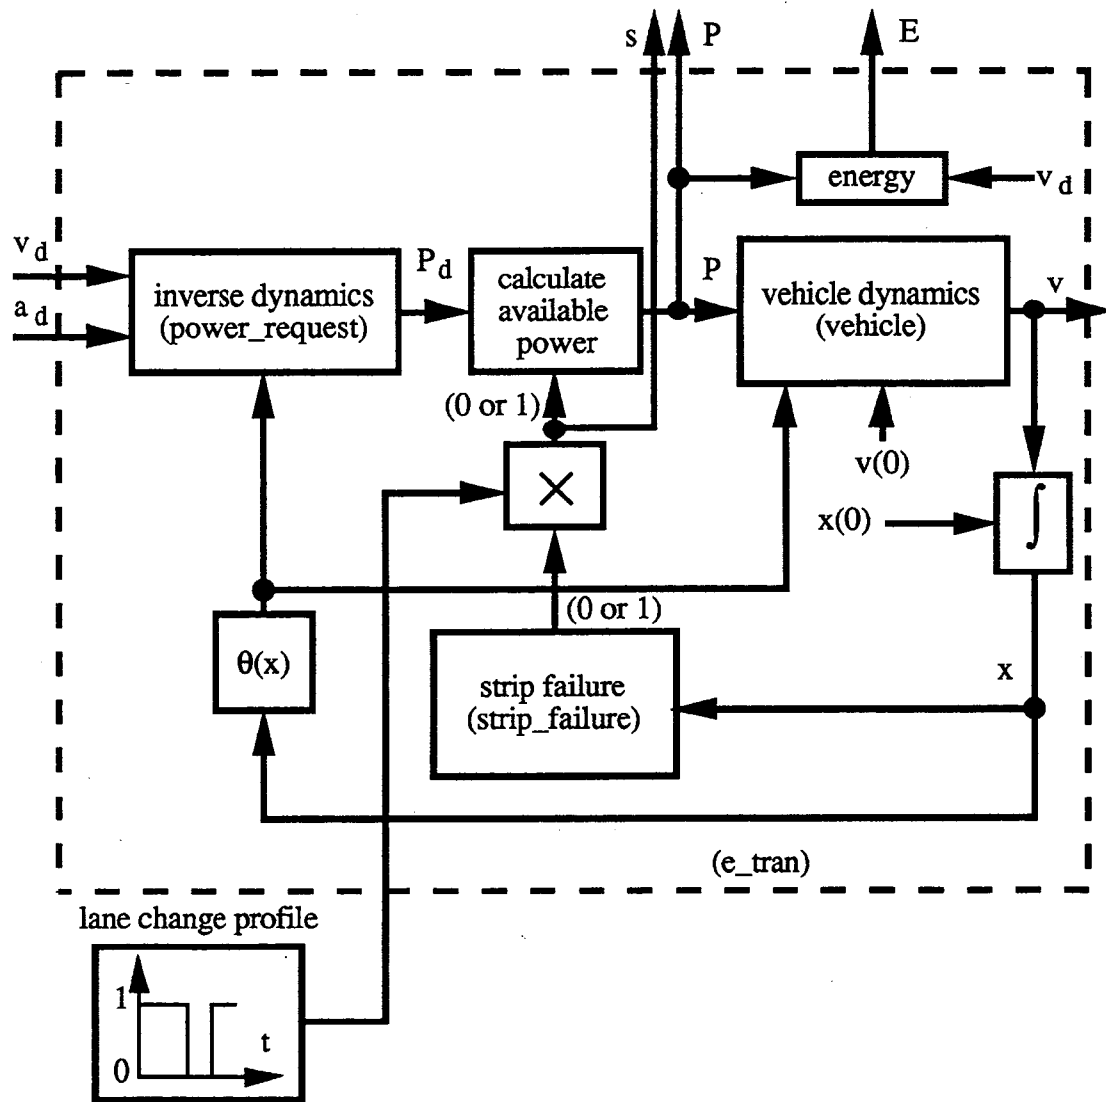 s
P
E
energy
v d
v d
a d
inverse dynamics
(power_request)
P d
calculate
available
power
P
vehicle dynamics
(vehicle)
v
(0 or 1)
×
v(0)
x(0)
∫
(0 or 1)
θ(x)
strip failure
(strip_failure)
x
(e_tran)
lane change profile
1
0
t